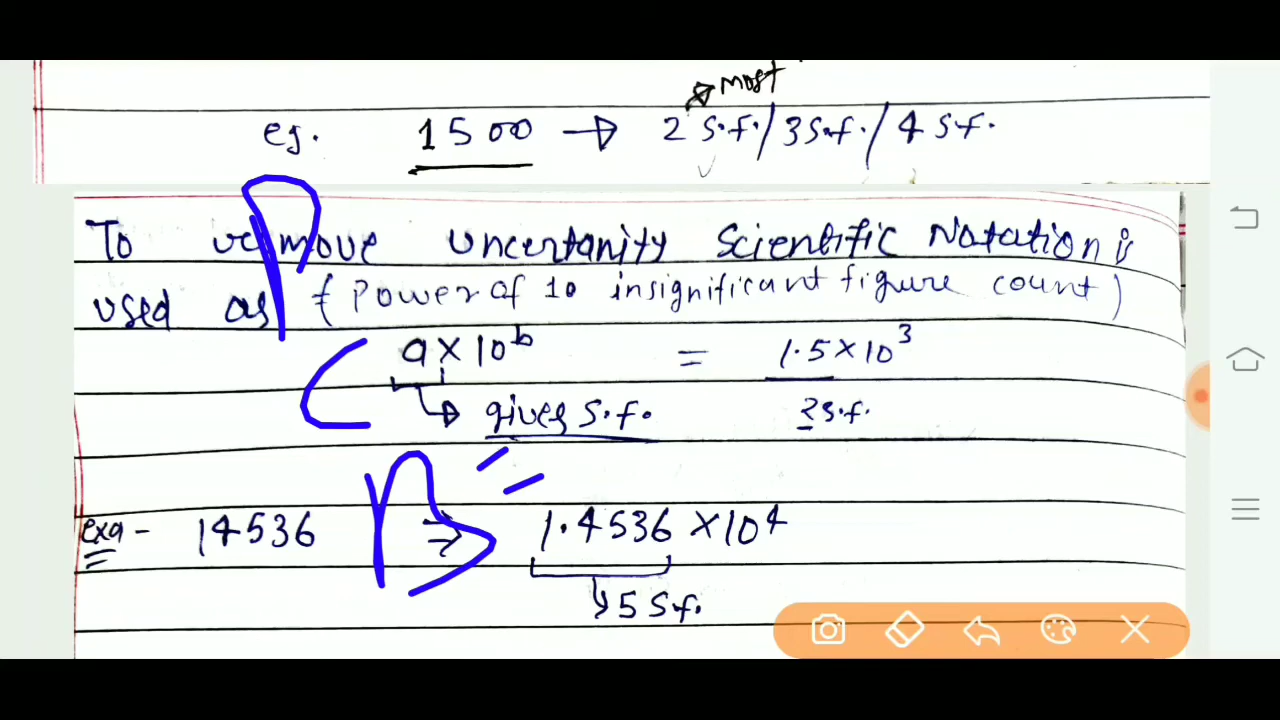 most
eg. 1500 → 2 s.f./3 s.f./4 s.f.
To remove uncertanity Scientific Notation is
used as ( Power of 10 insignificant figure count)
a × 10ᵇ = 1.5 × 10³
gives s.f. 2 s.f.
exa - 14536 ⇒ 1.4536 × 10⁴
5 s.f.